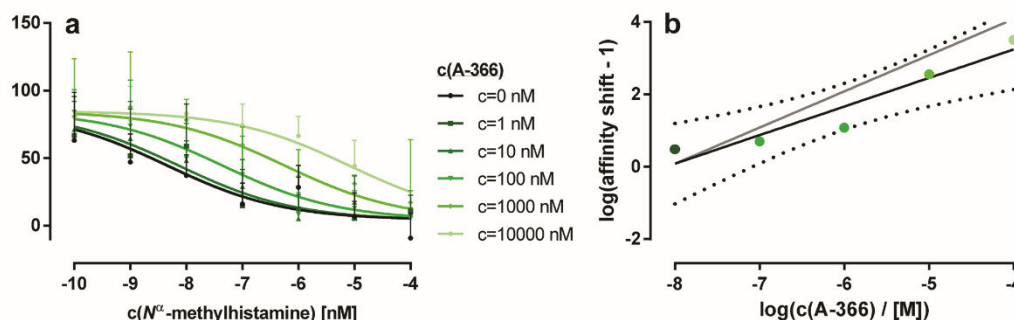 a
150
100
50
0
-10
-9
-8
-7
-6
-5
-4
c(Nα-methylhistamine) [nM]
c(A-366)
c=0 nM
c=1 nM
c=10 nM
c=100 nM
c=1000 nM
c=10000 nM
b
log(affinity shift - 1)
4
2
0
-2
-8
-7
-6
-5
-4
log(c(A-366) / [M])